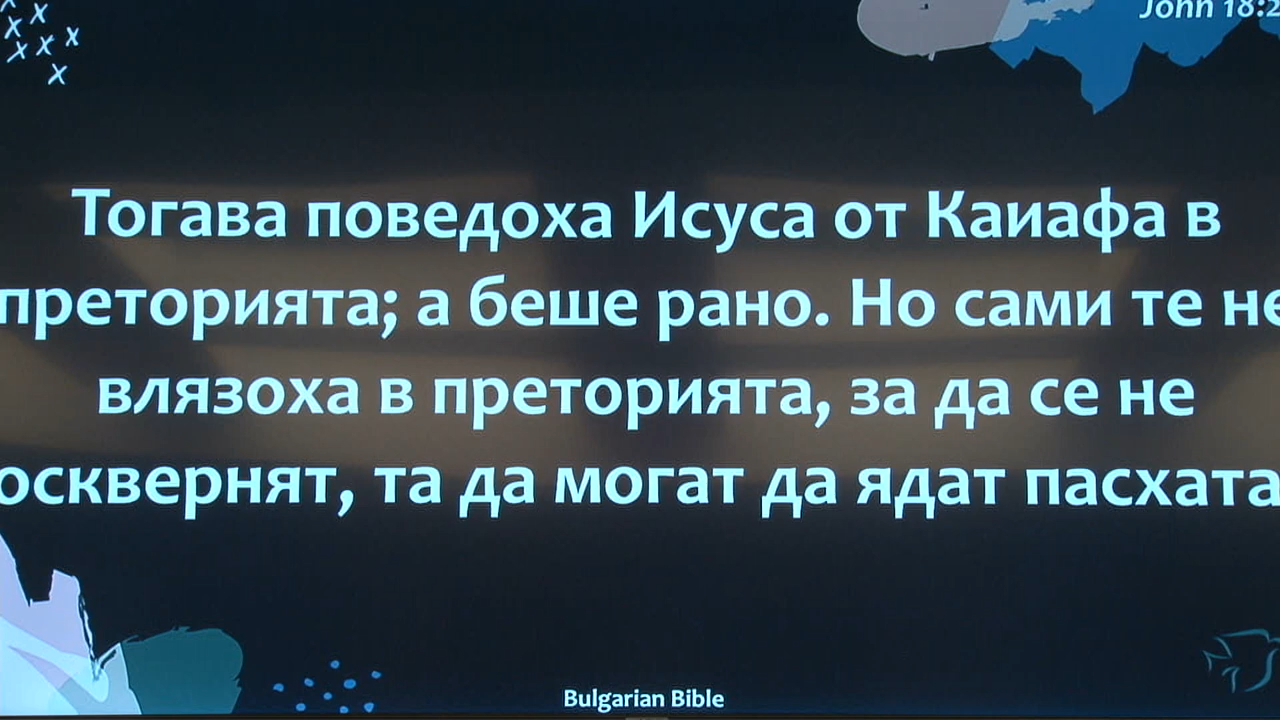 John 18:2
Тогава поведоха Исуса от Каиафа в
преторията; а беше рано. Но сами те не
влязоха в преторията, за да се не
осквернят, та да могат да ядат пасхата
Bulgarian Bible